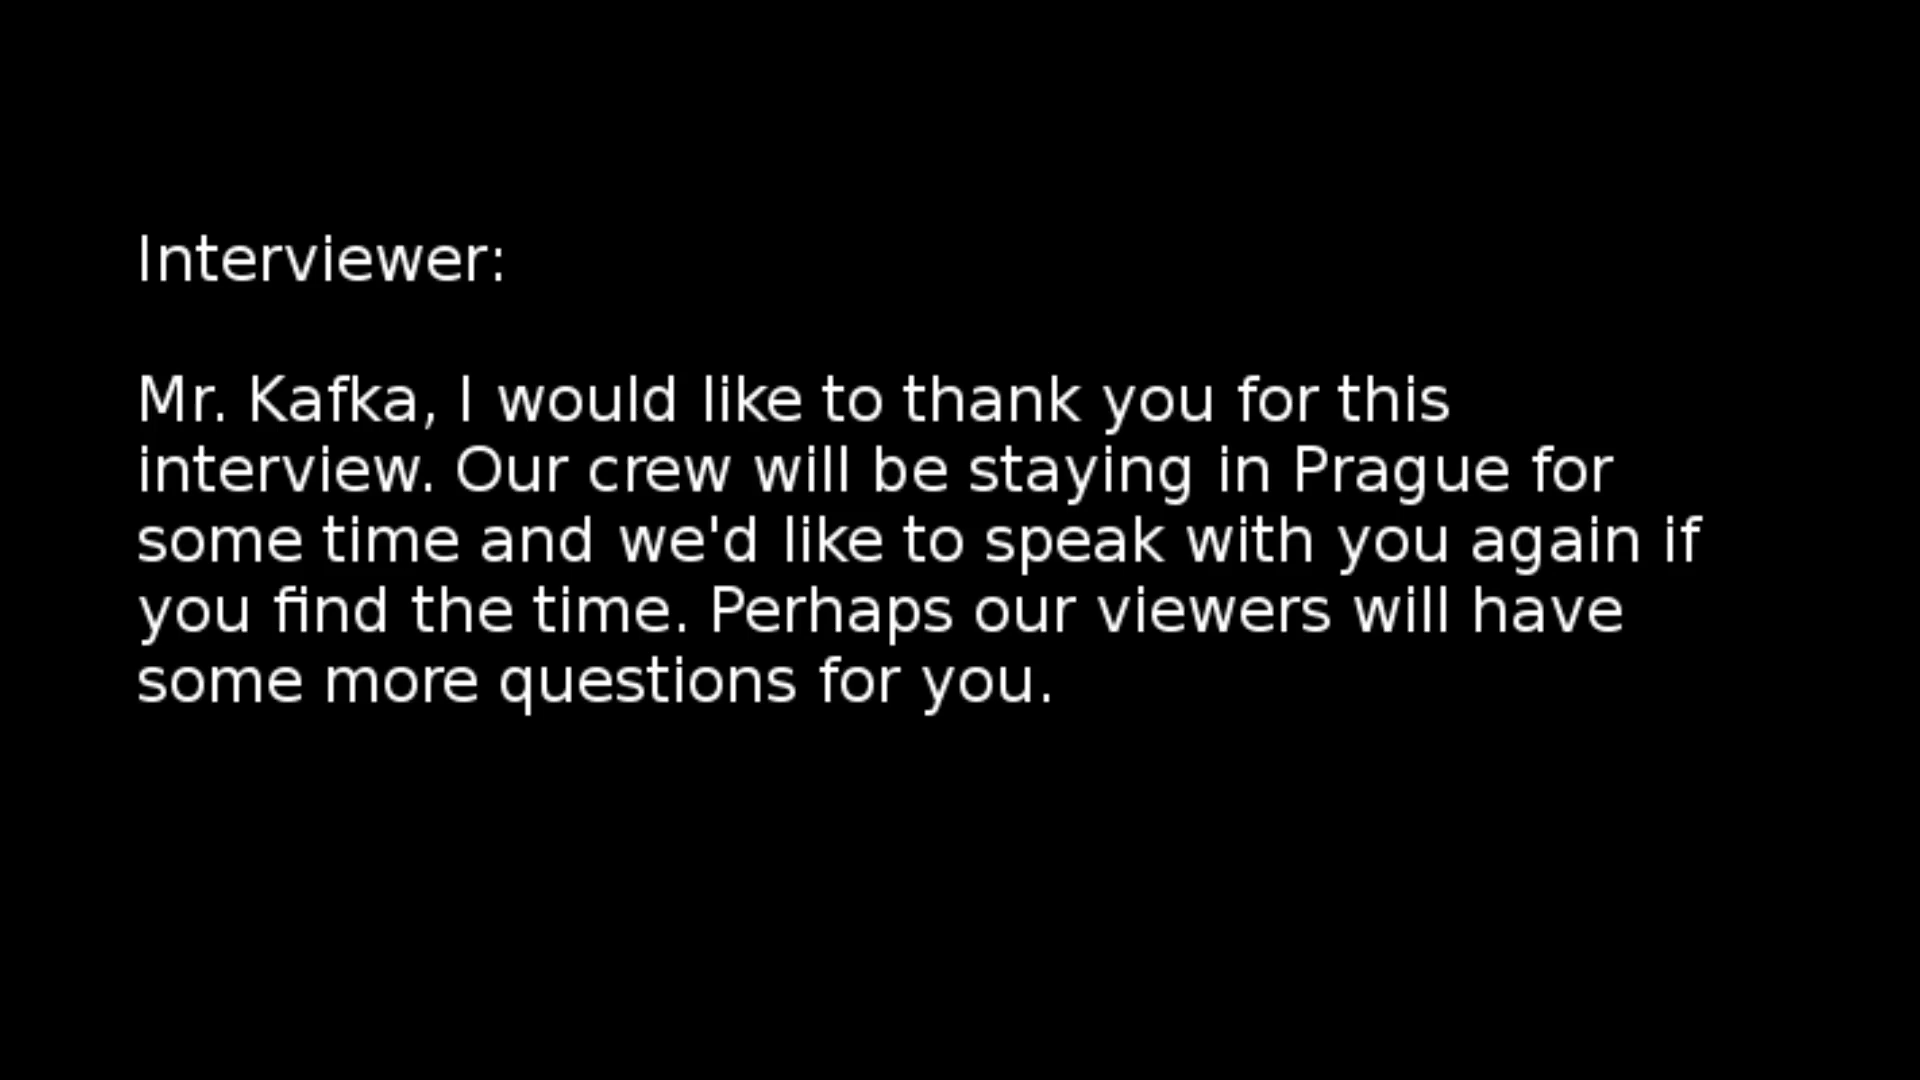 Interviewer:
Mr. Kafka, I would like to thank you for this
interview. Our crew will be staying in Prague for
some time and we'd like to speak with you again if
you find the time. Perhaps our viewers will have
some more questions for you.